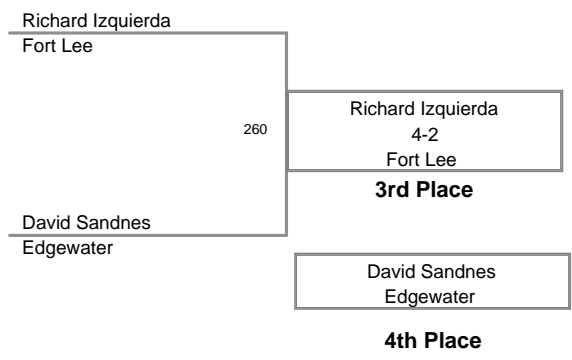 Richard Izquierda
Fort Lee
260
Richard Izquierda
4-2
Fort Lee
3rd Place
David Sandnes
Edgewater
David Sandnes
Edgewater
4th Place